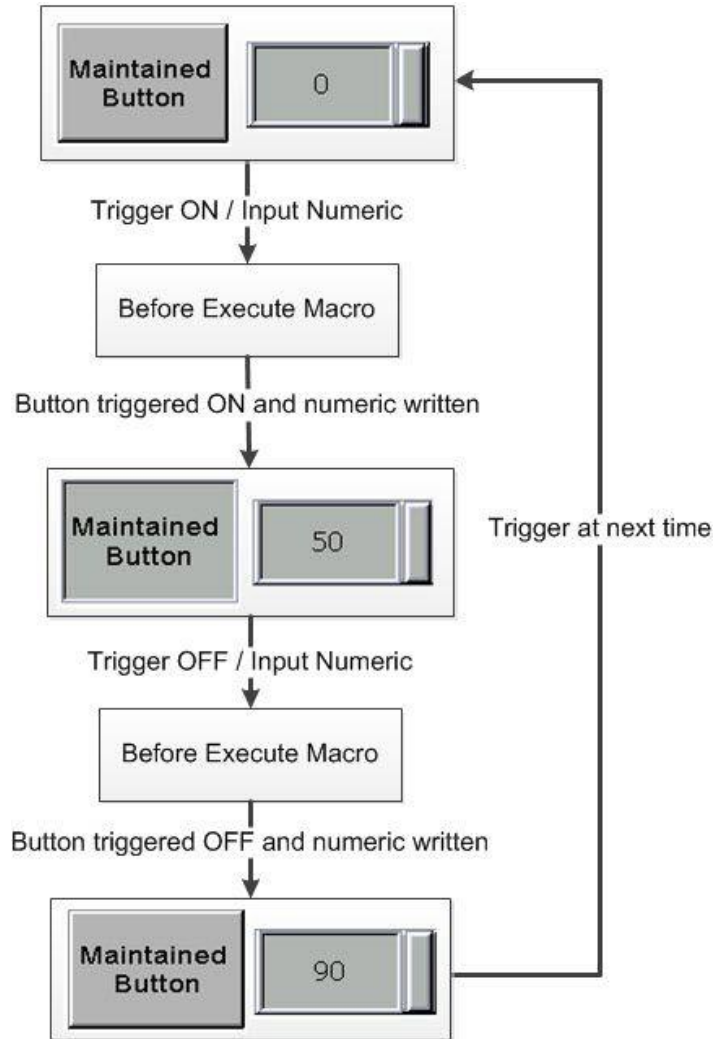 Maintained
Button
0
Trigger ON / Input Numeric
Before Execute Macro
Button triggered ON and numeric written
Maintained
Button
50
Trigger at next time
Trigger OFF / Input Numeric
Before Execute Macro
Button triggered OFF and numeric written
Maintained
Button
90